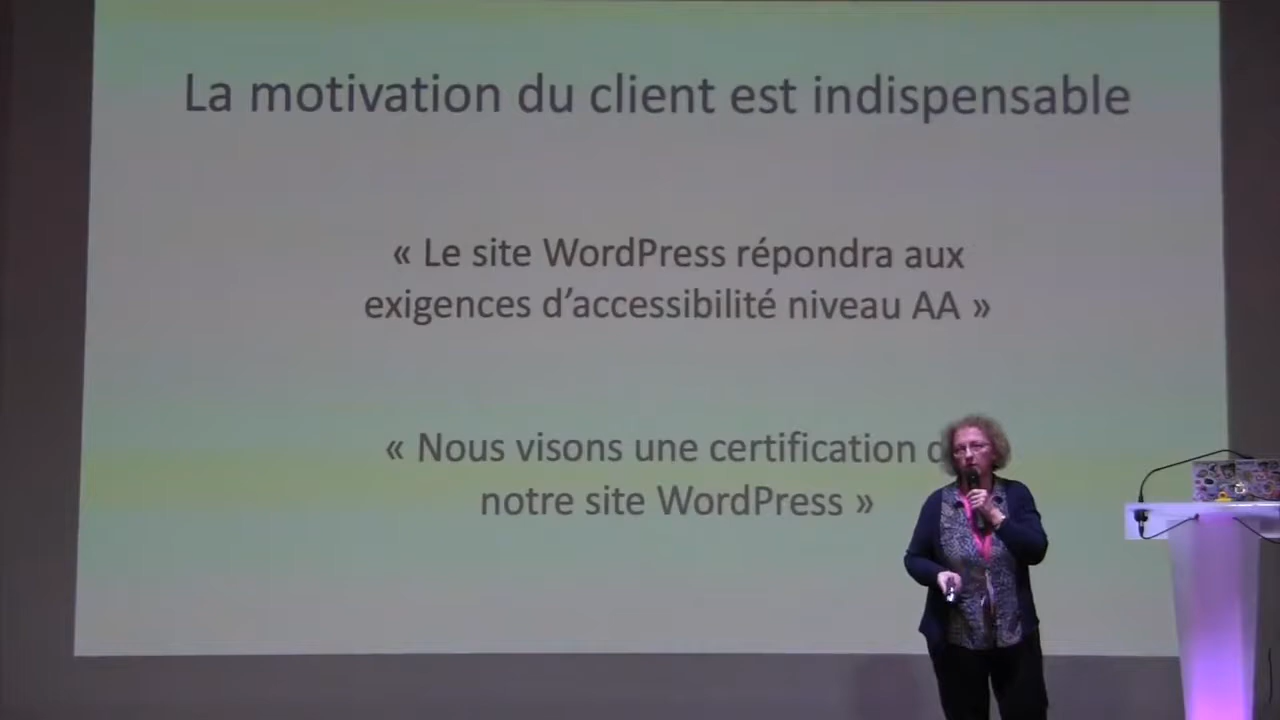 La motivation du client est indispensable
« Le site WordPress répondra aux
exigences d’accessibilité niveau AA »
« Nous visons une certification
notre site WordPress »